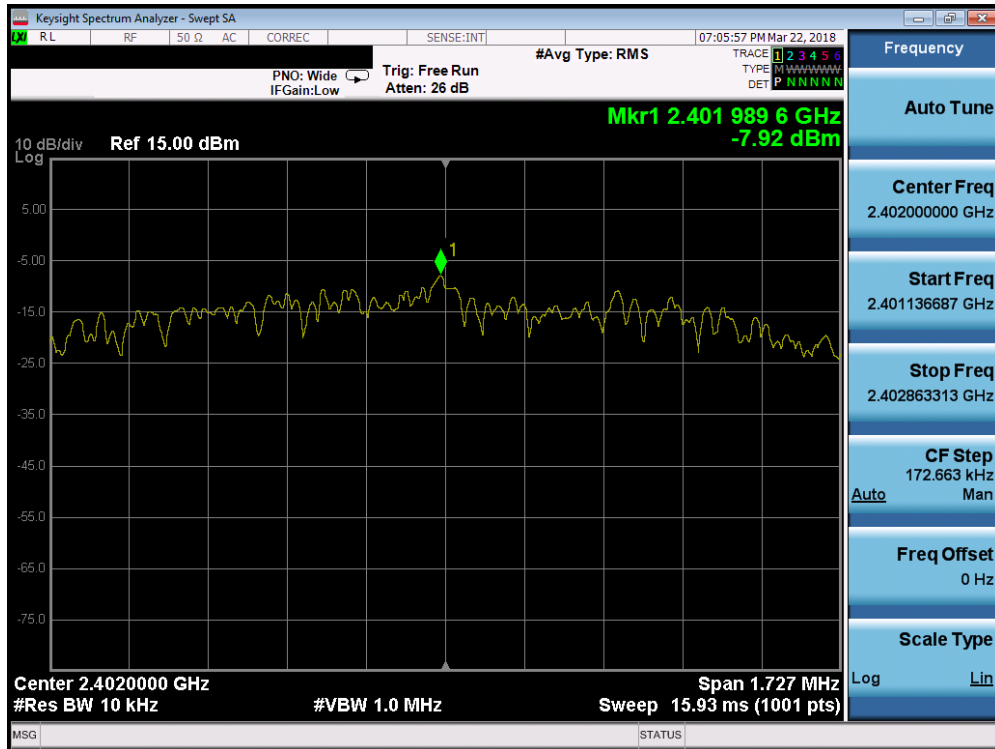 Keysight Spectrum Analyzer - Swept SA
LXI RL RF 50 Ω AC CORREC SENSE:INT 07:05:57 PM Mar 22, 2018
#Avg Type: RMS
TRACE 1 2 3 4 5 6
PNO: Wide Trig: Free Run
TYPE M W W W W W
IFGain:Low Atten: 26 dB
DET P N N N N N
Mkr1 2.401 989 6 GHz
-7.92 dBm
10 dB/div Ref 15.00 dBm
Log
5.00
1
-5.00
-15.0
-25.0
-35.0
-45.0
-55.0
-65.0
-75.0
Center 2.4020000 GHz Span 1.727 MHz
#Res BW 10 kHz #VBW 1.0 MHz Sweep 15.93 ms (1001 pts)
MSG STATUS
Frequency
Auto Tune
Center Freq
2.402000000 GHz
Start Freq
2.401136687 GHz
Stop Freq
2.402863313 GHz
CF Step
172.663 kHz
Auto Man
Freq Offset
0 Hz
Scale Type
Log Lin